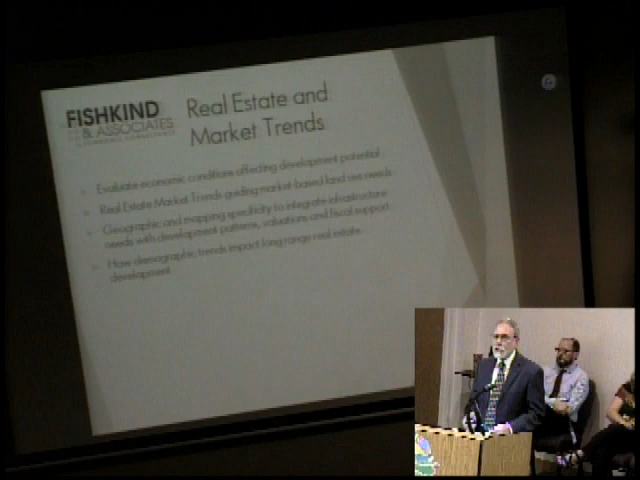 FISHKIND
& ASSOCIATES
Real Estate and
Market Trends
Evaluate economic conditions affecting development potential
Real Estate Market Trends guiding market-based land use needs
Geographic and mapping specificity to integrate infrastructure
needs with development patterns, valuations and fiscal support
How demographic trends impact long range real estate
development